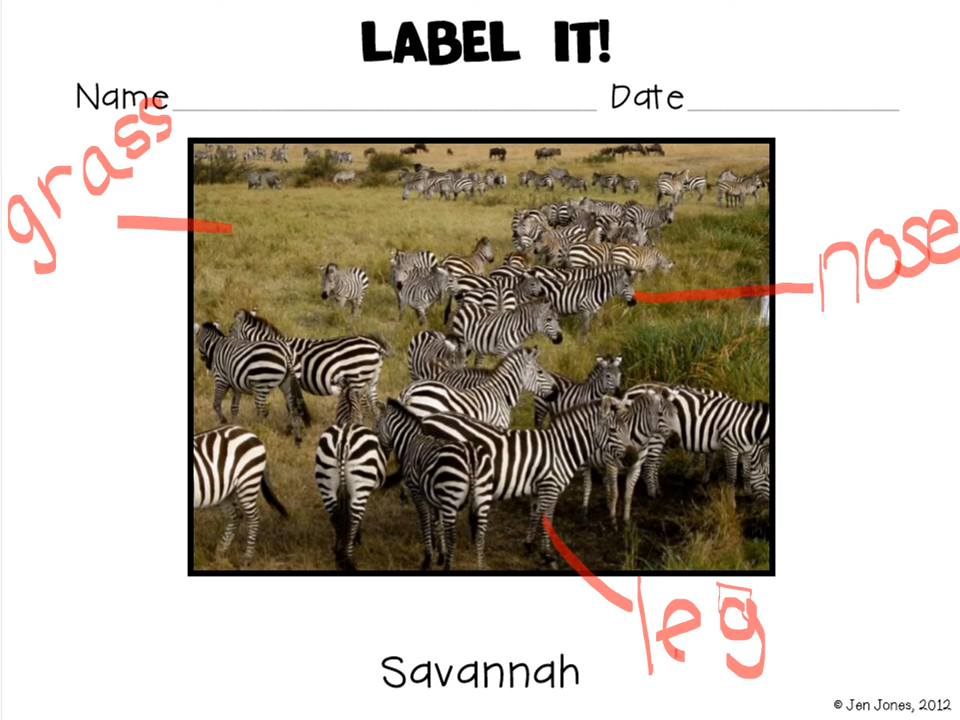 LABEL IT!
Name Date
grass
nose
leg
Savannah
© Jen Jones, 2012